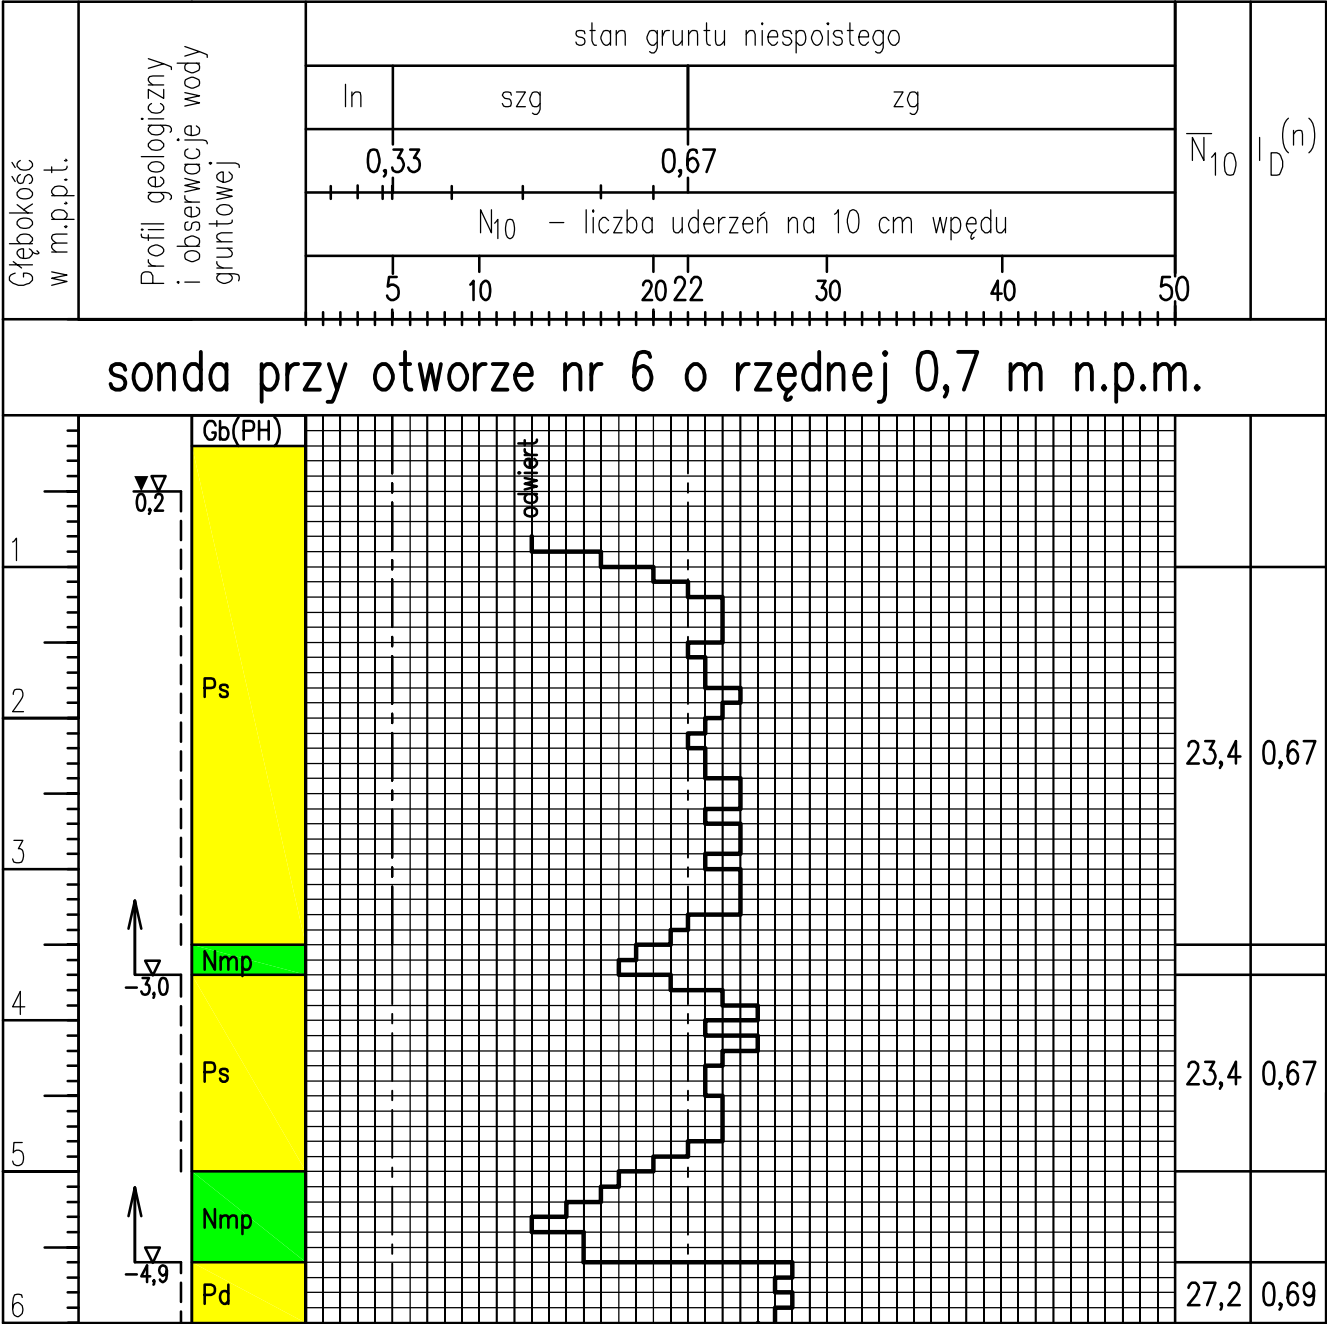 Głębokość
w m.p.p.t.
Profil geologiczny
i obserwacje wody
gruntowej
stan gruntu niespoistego
ln szg zg
0,33 0,67
N10 – liczba uderzeń na 10 cm wpędu
5 10 20 22 30 40 50
N10
ID(n)
sonda przy otworze nr 6 o rzędnej 0,7 m n.p.m.
Gb(PH)
odwiert
0,2
1
Ps
2
23,4 0,67
3
Nmp
-3,0
4
Ps
23,4 0,67
5
Nmp
-4,9
Pd
27,2 0,69
6